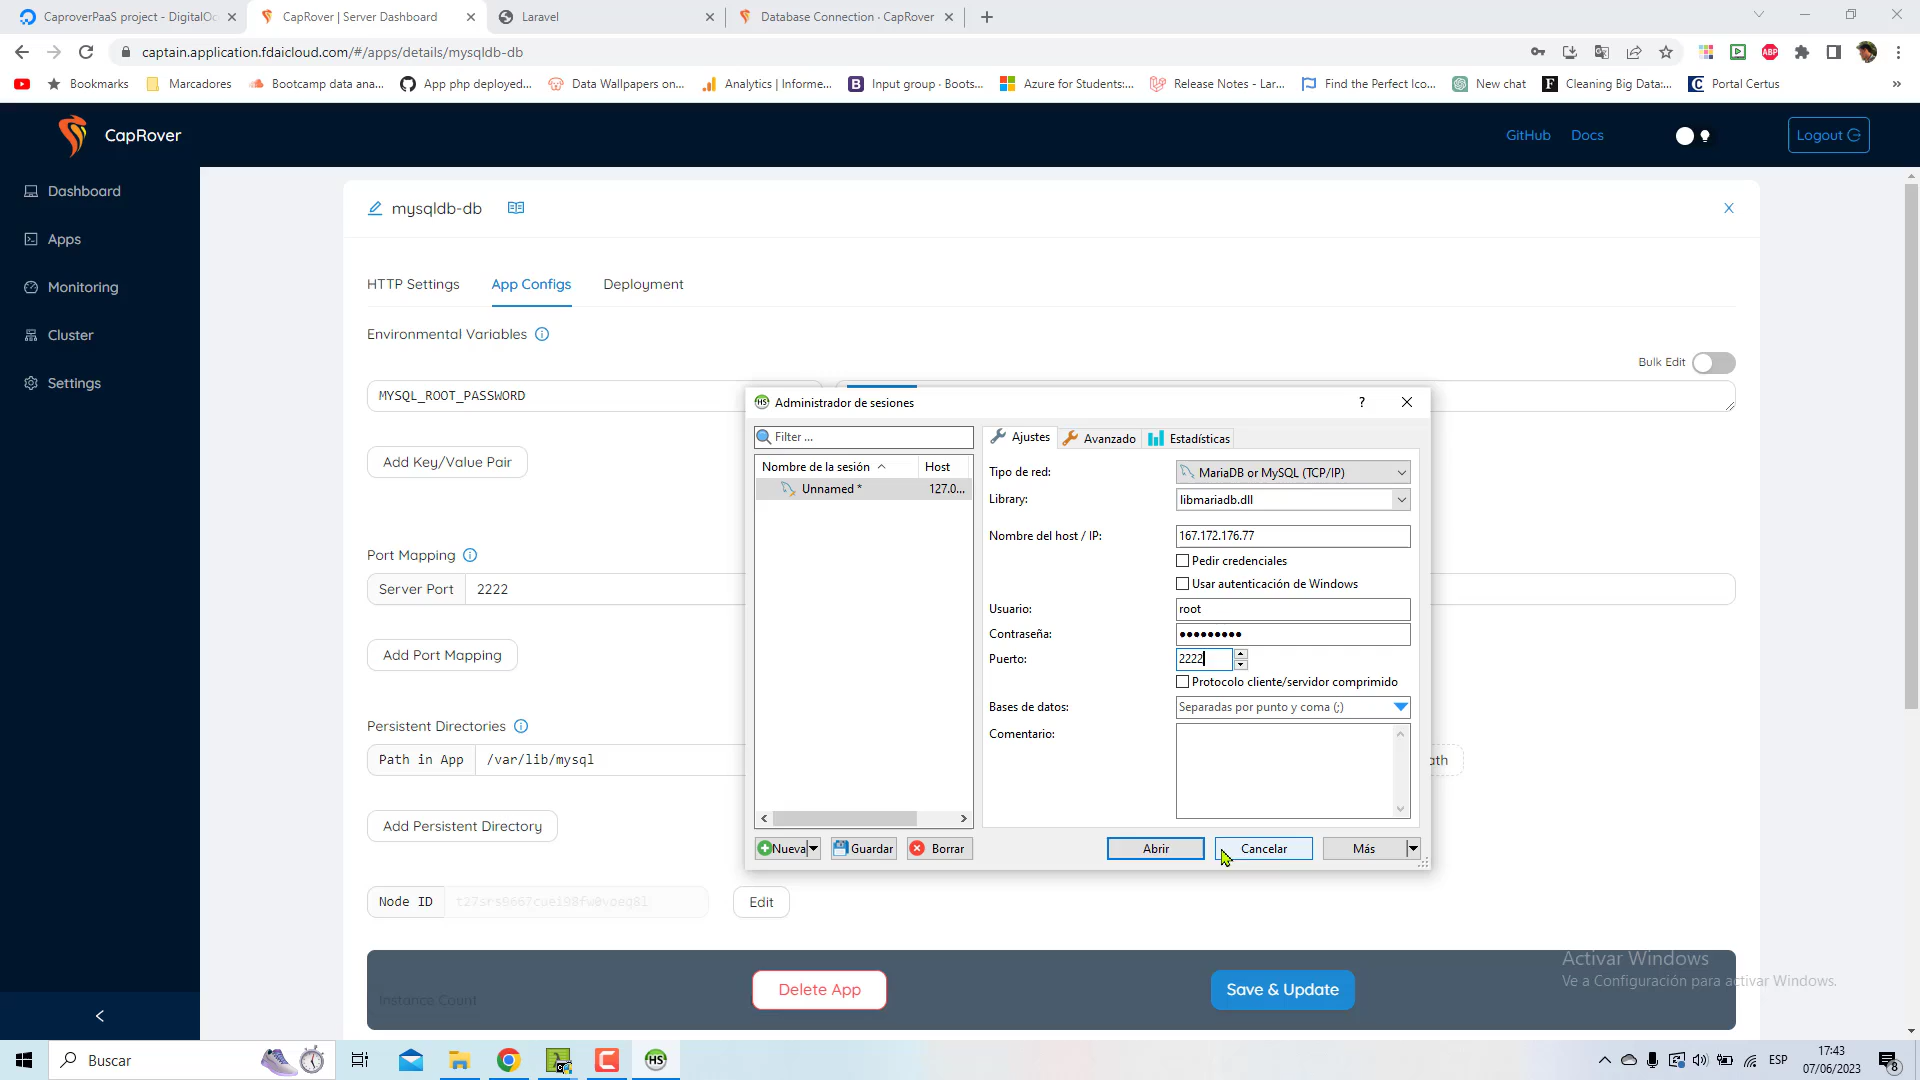 CaproverPaaS project - DigitalOc
CapRover | Server Dashboard
Laravel
Database Connection · CapRover
captain.application.fdaicloud.com/#/apps/details/mysqldb-db
ABP
Bookmarks
Marcadores
Bootcamp data ana...
App php deployed...
Data Wallpapers on...
Analytics | Informe...
B
Input group · Boots...
Azure for Students:...
Release Notes - Lar...
Find the Perfect Ico...
New chat
F
Cleaning Big Data:...
C
Portal Certus
»
CapRover
GitHub
Docs
Logout
Dashboard
Apps
Monitoring
Cluster
Settings
mysqldb-db
HTTP Settings
App Configs
Deployment
Environmental Variables
Bulk Edit
MYSQL_ROOT_PASSWORD
Add Key/Value Pair
Port Mapping
Server Port
2222
Add Port Mapping
Persistent Directories
Path in App
/var/lib/mysql
ath
Add Persistent Directory
Node ID
Edit
Instance Count
Delete App
Save & Update
HS
Administrador de sesiones
?
Filter ...
Nombre de la sesión
Host
Unnamed *
127.0...
Ajustes
Avanzado
Estadísticas
Tipo de red:
MariaDB or MySQL (TCP/IP)
Library:
libmariadb.dll
Nombre del host / IP:
167.172.176.77
Pedir credenciales
Usar autenticación de Windows
Usuario:
root
Contraseña:
●●●●●●●●●
Puerto:
2222
Protocolo cliente/servidor comprimido
Bases de datos:
Separadas por punto y coma (;)
Comentario:
Nueva
Guardar
Borrar
Abrir
Cancelar
Más
Activar Windows
Ve a Configuración para activar Windows.
Buscar
C
HS
ESP
17:43
07/06/2023
8